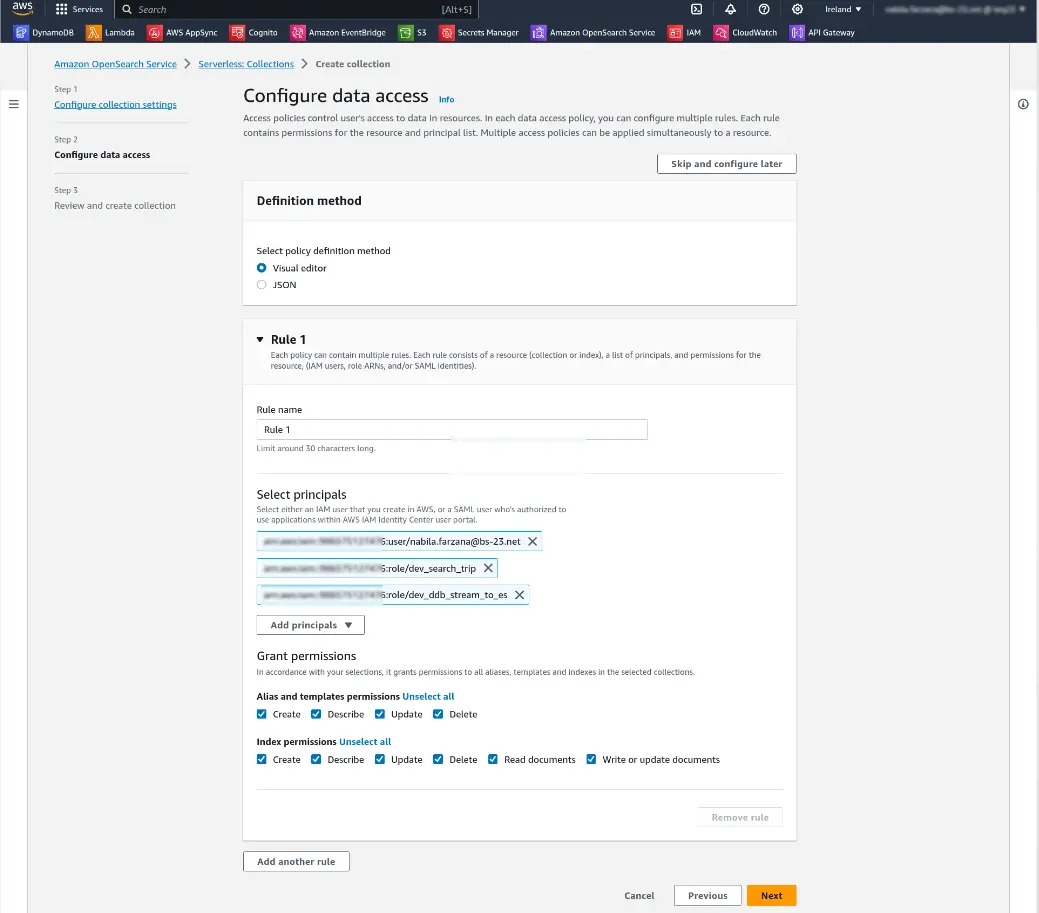 aws
Services
Search
[Alt+S]
Ireland
DynamoDB
Lambda
AWS AppSync
Cognito
Amazon EventBridge
S3
Secrets Manager
Amazon OpenSearch Service
IAM
CloudWatch
API Gateway
Amazon OpenSearch Service > Serverless: Collections > Create collection
Step 1
Configure collection settings
Step 2
Configure data access
Step 3
Review and create collection
Configure data access Info
Access policies control user's access to data in resources. In each data access policy, you can configure multiple rules. Each rule
contains permissions for the resource and principal list. Multiple access policies can be applied simultaneously to a resource.
Skip and configure later
Definition method
Select policy definition method
Visual editor
JSON
Rule 1
Each policy can contain multiple rules. Each rule consists of a resource (collection or index), a list of principals, and permissions for the
resource, (IAM users, role ARNs, and/or SAML identities).
Rule name
Rule 1
Limit around 30 characters long.
Select principals
Select either an IAM user that you create in AWS, or a SAML user who's authorized to
use applications within AWS IAM Identity Center user portal.
:user/nabila.farzana@bs-23.net
:role/dev_search_trip
:role/dev_ddb_stream_to_es
Add principals
Grant permissions
In accordance with your selections, it grants permissions to all aliases, templates and indexes in the selected collections.
Alias and templates permissions Unselect all
Create Describe Update Delete
Index permissions Unselect all
Create Describe Update Delete Read documents Write or update documents
Remove rule
Add another rule
Cancel
Previous
Next